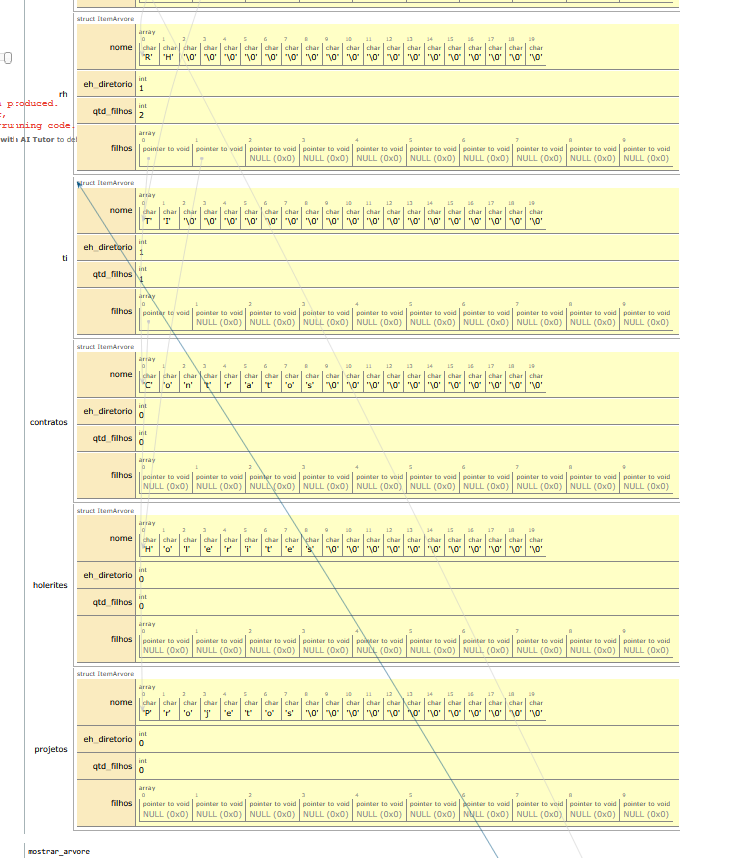 struct ItemArvore
array
0 1 2 3 4 5 6 7 8 9 10 11 12 13 14 15 16 17 18 19
char char char char char char char char char char char char char char char char char char char char
nome 'R' 'H' '\0' '\0' '\0' '\0' '\0' '\0' '\0' '\0' '\0' '\0' '\0' '\0' '\0' '\0' '\0' '\0' '\0' '\0'
eh_diretorio int 1
rh
produced.
qtd_filhos int 2
running code.
with AI Tutor to del
array
0 1 2 3 4 5 6 7 8 9
filhos pointer to void pointer to void pointer to void pointer to void pointer to void pointer to void pointer to void pointer to void pointer to void pointer to void
NULL (0x0) NULL (0x0) NULL (0x0) NULL (0x0) NULL (0x0) NULL (0x0) NULL (0x0) NULL (0x0)
struct ItemArvore
array
0 1 2 3 4 5 6 7 8 9 10 11 12 13 14 15 16 17 18 19
char char char char char char char char char char char char char char char char char char char char
nome 'T' 'I' '\0' '\0' '\0' '\0' '\0' '\0' '\0' '\0' '\0' '\0' '\0' '\0' '\0' '\0' '\0' '\0' '\0' '\0'
eh_diretorio int 1
ti
qtd_filhos int 1
array
0 1 2 3 4 5 6 7 8 9
filhos pointer to void pointer to void pointer to void pointer to void pointer to void pointer to void pointer to void pointer to void pointer to void pointer to void
NULL (0x0) NULL (0x0) NULL (0x0) NULL (0x0) NULL (0x0) NULL (0x0) NULL (0x0) NULL (0x0) NULL (0x0)
struct ItemArvore
array
0 1 2 3 4 5 6 7 8 9 10 11 12 13 14 15 16 17 18 19
char char char char char char char char char char char char char char char char char char char char
nome 'C' 'o' 'n' 't' 'r' 'a' 't' 'o' 's' '\0' '\0' '\0' '\0' '\0' '\0' '\0' '\0' '\0' '\0' '\0'
eh_diretorio int 0
contratos
qtd_filhos int 0
array
0 1 2 3 4 5 6 7 8 9
filhos pointer to void pointer to void pointer to void pointer to void pointer to void pointer to void pointer to void pointer to void pointer to void pointer to void
NULL (0x0) NULL (0x0) NULL (0x0) NULL (0x0) NULL (0x0) NULL (0x0) NULL (0x0) NULL (0x0) NULL (0x0) NULL (0x0)
struct ItemArvore
array
0 1 2 3 4 5 6 7 8 9 10 11 12 13 14 15 16 17 18 19
char char char char char char char char char char char char char char char char char char char char
nome 'H' 'o' 'l' 'e' 'r' 'i' 't' 'e' 's' '\0' '\0' '\0' '\0' '\0' '\0' '\0' '\0' '\0' '\0' '\0'
eh_diretorio int 0
holerites
qtd_filhos int 0
array
0 1 2 3 4 5 6 7 8 9
filhos pointer to void pointer to void pointer to void pointer to void pointer to void pointer to void pointer to void pointer to void pointer to void pointer to void
NULL (0x0) NULL (0x0) NULL (0x0) NULL (0x0) NULL (0x0) NULL (0x0) NULL (0x0) NULL (0x0) NULL (0x0) NULL (0x0)
struct ItemArvore
array
0 1 2 3 4 5 6 7 8 9 10 11 12 13 14 15 16 17 18 19
char char char char char char char char char char char char char char char char char char char char
nome 'P' 'r' 'o' 'j' 'e' 't' 'o' 's' '\0' '\0' '\0' '\0' '\0' '\0' '\0' '\0' '\0' '\0' '\0' '\0'
eh_diretorio int 0
projetos
qtd_filhos int 0
array
0 1 2 3 4 5 6 7 8 9
filhos pointer to void pointer to void pointer to void pointer to void pointer to void pointer to void pointer to void pointer to void pointer to void pointer to void
NULL (0x0) NULL (0x0) NULL (0x0) NULL (0x0) NULL (0x0) NULL (0x0) NULL (0x0) NULL (0x0) NULL (0x0) NULL (0x0)
mostrar_arvore